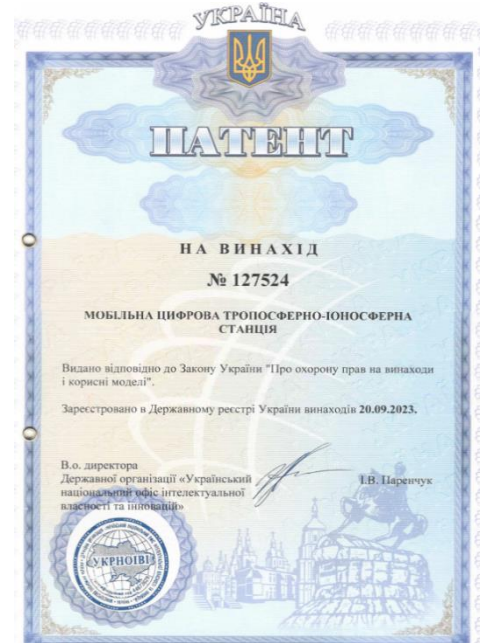 УКРАЇНА
ПАТЕНТ
НА ВИНАХІД
№ 127524
МОБІЛЬНА ЦИФРОВА ТРОПОСФЕРНО-ІОНОСФЕРНА
СТАНЦІЯ
Видано відповідно до Закону України "Про охорону прав на винаходи
і корисні моделі".
Зареєстровано в Державному реєстрі України винаходів 20.09.2023.
В.о. директора
Державної організації «Український
національний офіс інтелектуальної
власності та інновацій»
І.В. Паренчук
УКРНОІВІ